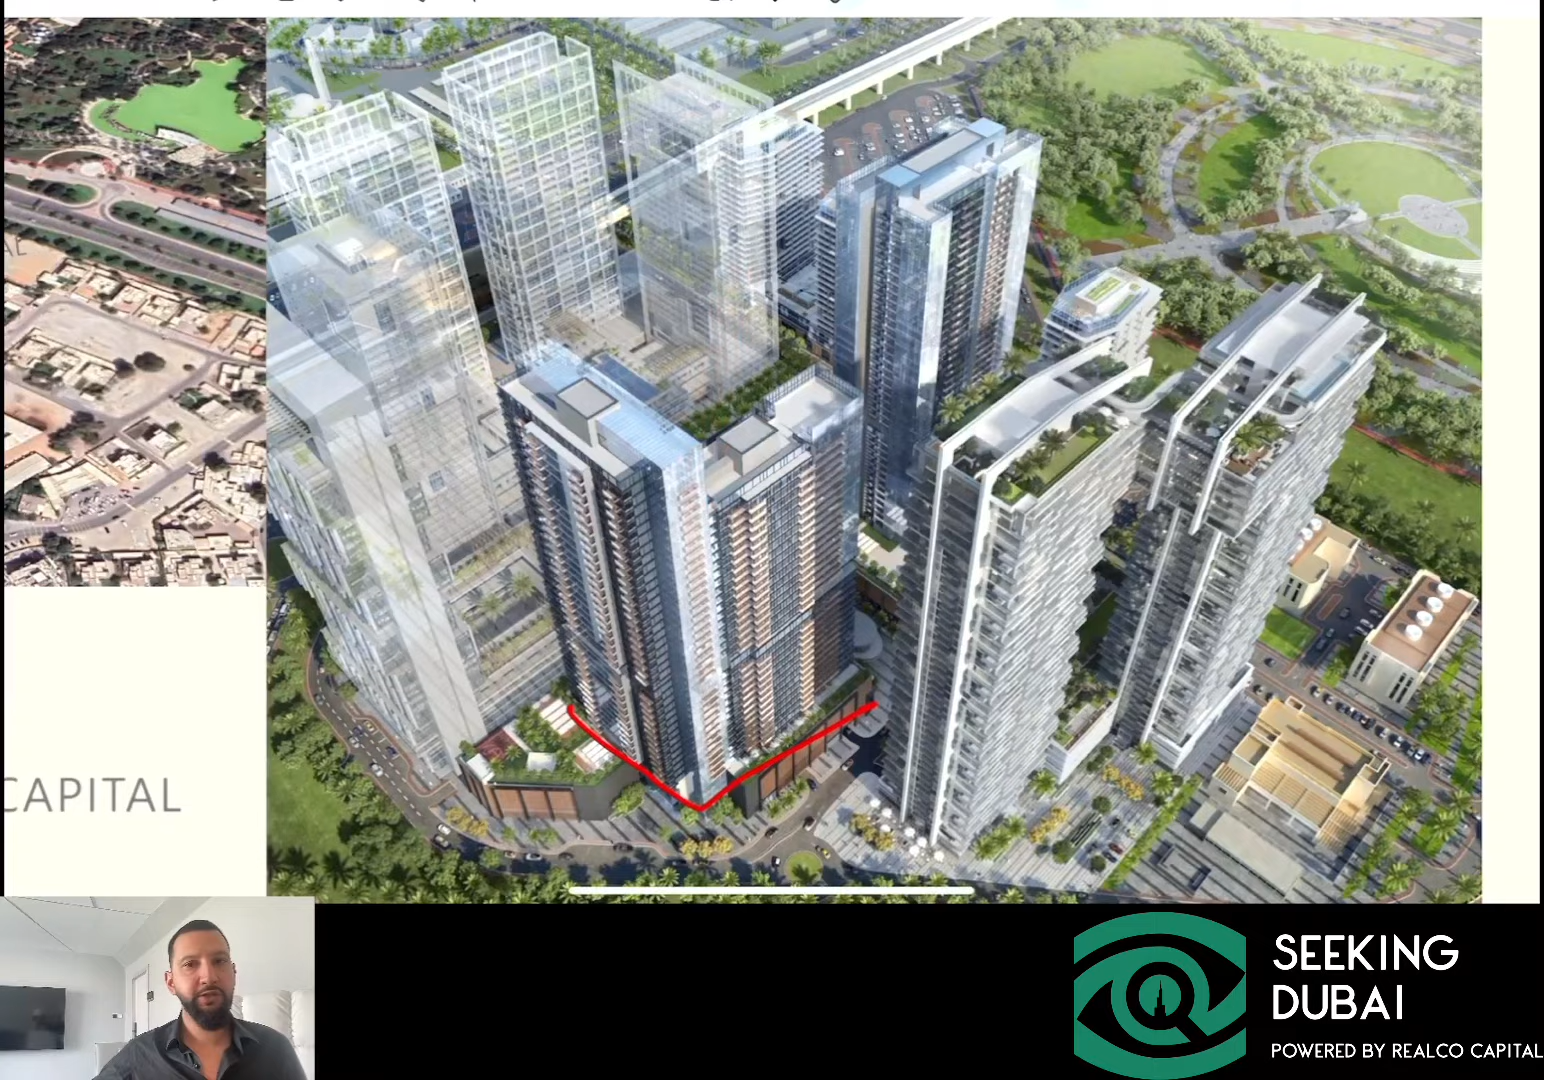 CAPITAL
SEEKING
DUBAI
POWERED BY REALCO CAPITAL